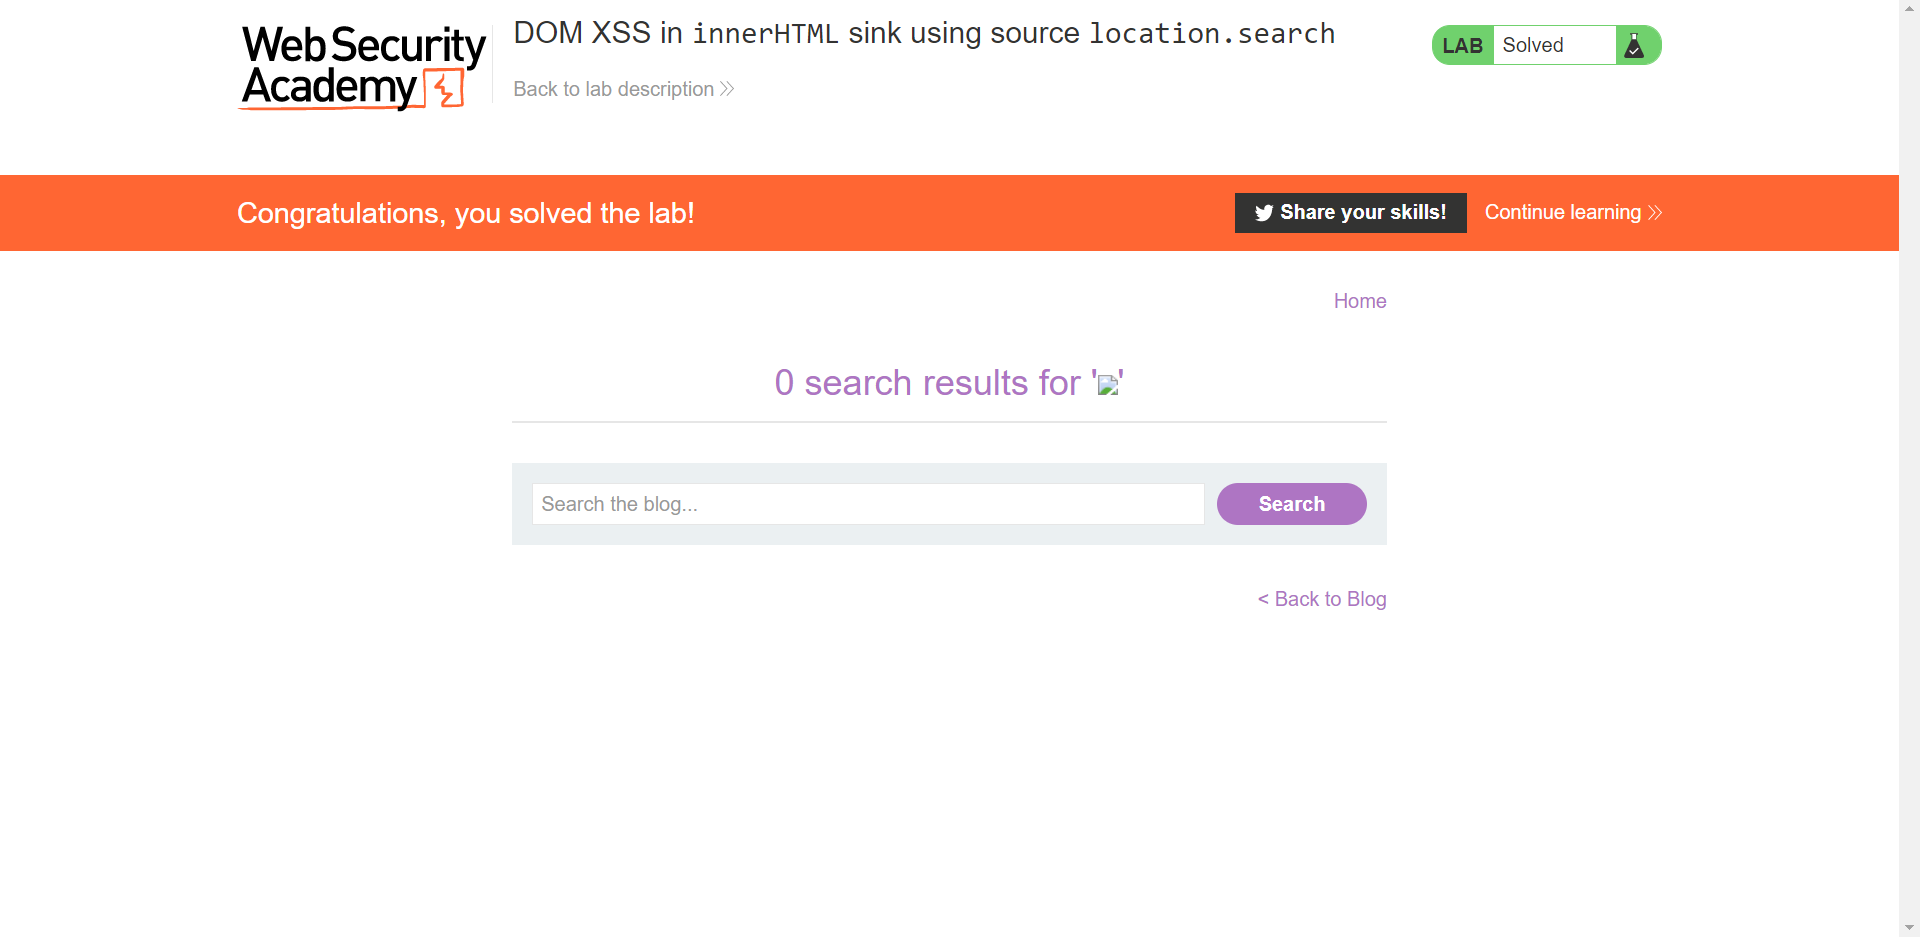 Web Security
Academy
DOM XSS in innerHTML sink using source location.search
Back to lab description
LAB Solved
Congratulations, you solved the lab!
Share your skills!
Continue learning
Home
0 search results for ''
Search the blog...
Search
< Back to Blog